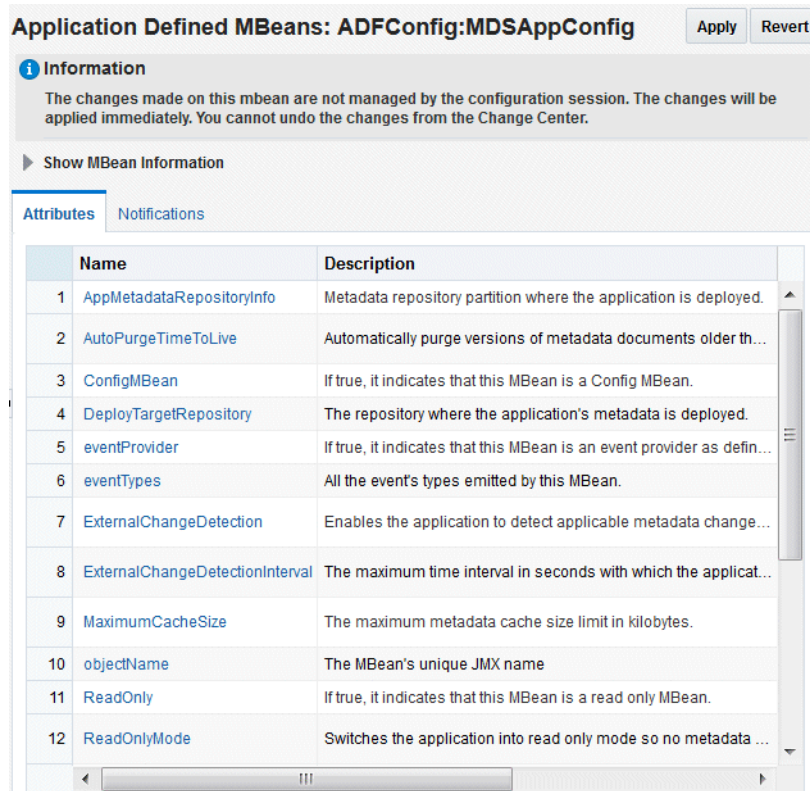 Application Defined MBeans: ADFConfig:MDSAppConfig
Apply
Revert
Information
The changes made on this mbean are not managed by the configuration session. The changes will be
applied immediately. You cannot undo the changes from the Change Center.
Show MBean Information
Attributes
Notifications
Name Description
1 AppMetadataRepositoryInfo Metadata repository partition where the application is deployed.
2 AutoPurgeTimeToLive Automatically purge versions of metadata documents older th...
3 ConfigMBean If true, it indicates that this MBean is a Config MBean.
4 DeployTargetRepository The repository where the application's metadata is deployed.
5 eventProvider If true, it indicates that this MBean is an event provider as defin...
6 eventTypes All the event's types emitted by this MBean.
7 ExternalChangeDetection Enables the application to detect applicable metadata change...
8 ExternalChangeDetectionInterval The maximum time interval in seconds with which the applicat...
9 MaximumCacheSize The maximum metadata cache size limit in kilobytes.
10 objectName The MBean's unique JMX name
11 ReadOnly If true, it indicates that this MBean is a read only MBean.
12 ReadOnlyMode Switches the application into read only mode so no metadata ...